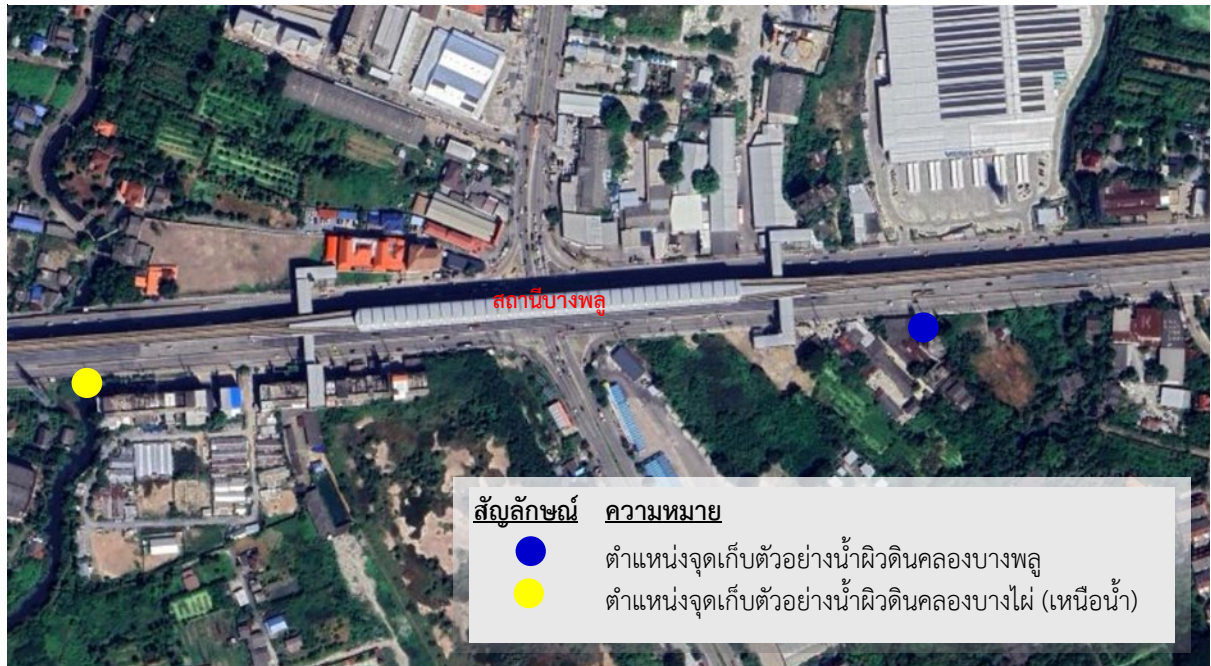 สถานีบางพลู
สัญลักษณ์ ความหมาย
ตำแหน่งจุดเก็บตัวอย่างน้ำผิวดินคลองบางพลู
ตำแหน่งจุดเก็บตัวอย่างน้ำผิวดินคลองบางไผ่ (เหนือน้ำ)